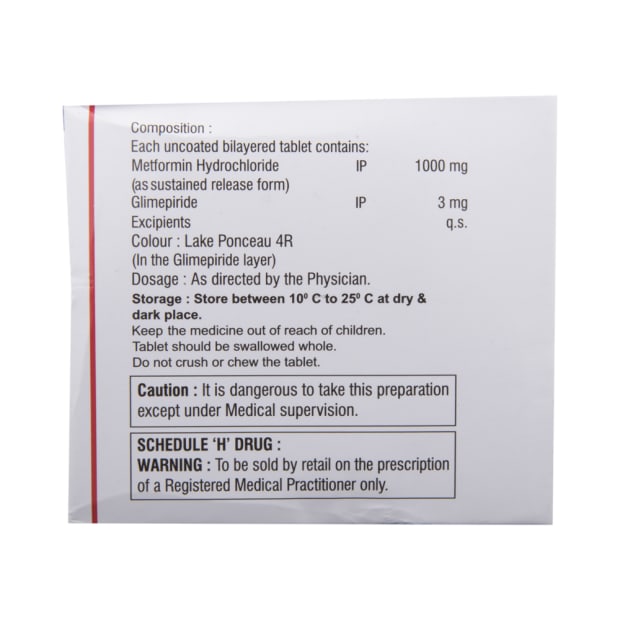 Composition :
Each uncoated bilayered tablet contains:
Metformin Hydrochloride IP 1000 mg
(as sustained release form)
Glimepiride IP 3 mg
Excipients q.s.
Colour : Lake Ponceau 4R
(In the Glimepiride layer)
Dosage : As directed by the Physician.
Storage : Store between 10⁰ C to 25⁰ C at dry &
dark place.
Keep the medicine out of reach of children.
Tablet should be swallowed whole.
Do not crush or chew the tablet.
Caution : It is dangerous to take this preparation
except under Medical supervision.
SCHEDULE 'H' DRUG :
WARNING : To be sold by retail on the prescription
of a Registered Medical Practitioner only.